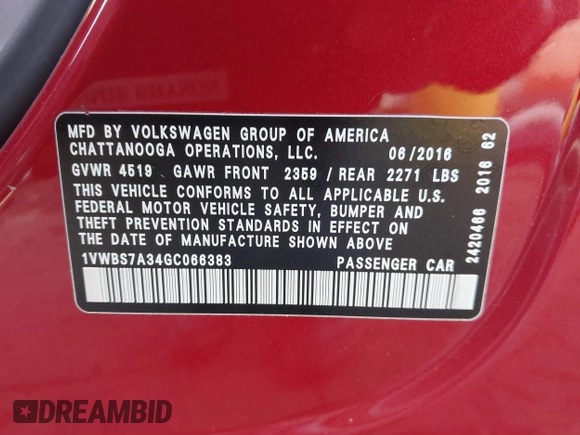 MFD BY VOLKSWAGEN GROUP OF AMERICA
CHATTANOOGA OPERATIONS, LLC. 06/2016
GVWR 4519 GAWR FRONT 2359 / REAR 2271 LBS
THIS VEHICLE CONFORMS TO ALL APPLICABLE U.S.
FEDERAL MOTOR VEHICLE SAFETY, BUMPER AND
THEFT PREVENTION STANDARDS IN EFFECT ON
THE DATE OF MANUFACTURE SHOWN ABOVE
1VWBS7A34GC066383 PASSENGER CAR
2420466 2016 62
DREAMBID